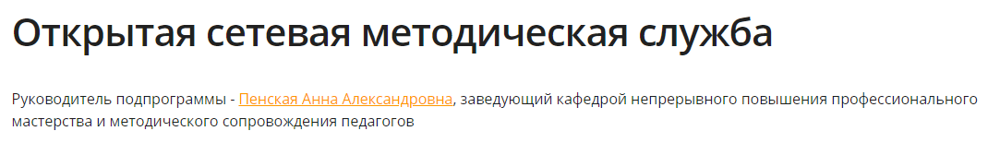 Открытая сетевая методическая служба
Руководитель подпрограммы - Пенская Анна Александровна, заведующий кафедрой непрерывного повышения профессионального
мастерства и методического сопровождения педагогов